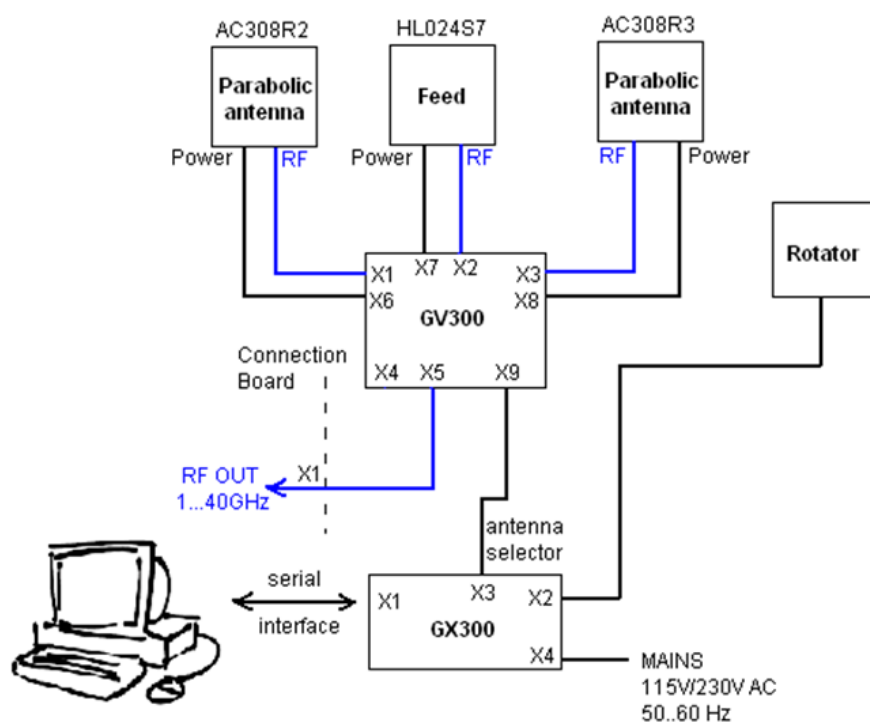 AC308R2
HL024S7
AC308R3
Parabolic
antenna
Feed
Parabolic
antenna
Power
RF
Power
RF
RF
Power
Rotator
X1
X7
X2
X3
X6
X8
GV300
Connection
Board
X4
X5
X9
X1
RF OUT
1...40GHz
antenna
selector
serial
interface
X1
X3
X2
GX300
X4
MAINS
115V/230V AC
50..60 Hz